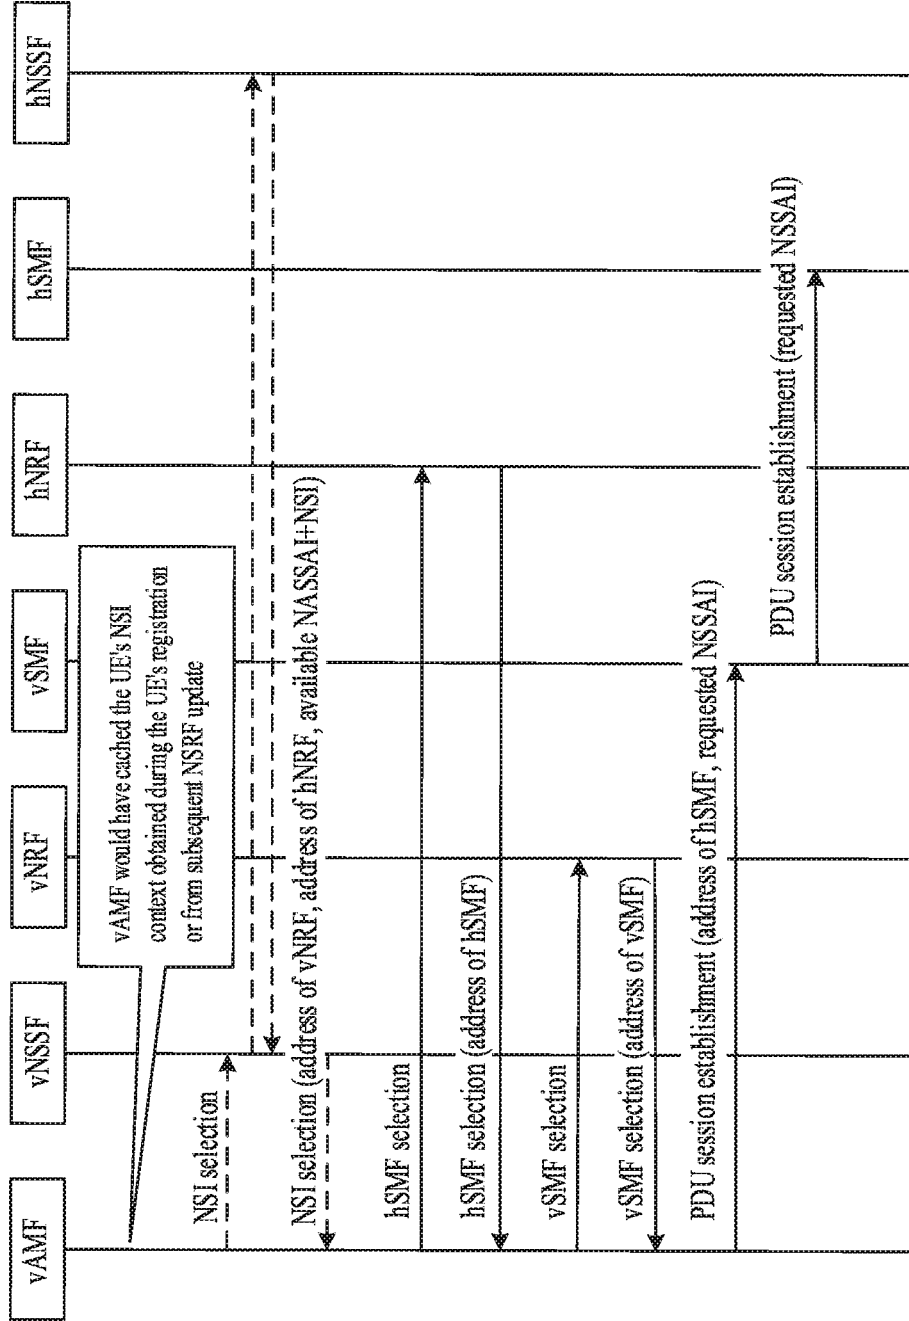 vAMF
vNSSF
vNRF
vSMF
hNRF
hSMF
hNSSF
vAMF would have cached the UE's NSI
context obtained during the UE's registration
or from subsequent NSRF update
NSI selection
NSI selection (address of vNRF, address of hNRF, available NASSAI+NSI)
hSMF selection
hSMF selection (address of hSMF)
vSMF selection
vSMF selection (address of vSMF)
PDU session establishment (address of hSMF, requested NSSAI)
PDU session establishment (requested NSSAI)